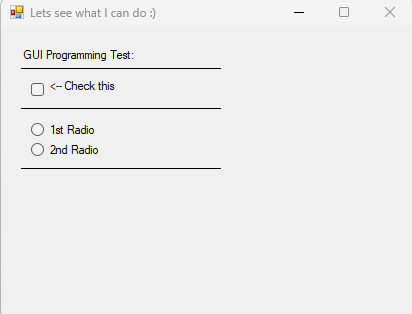 Lets see what I can do :)
GUI Programming Test:
<-- Check this
1st Radio
2nd Radio